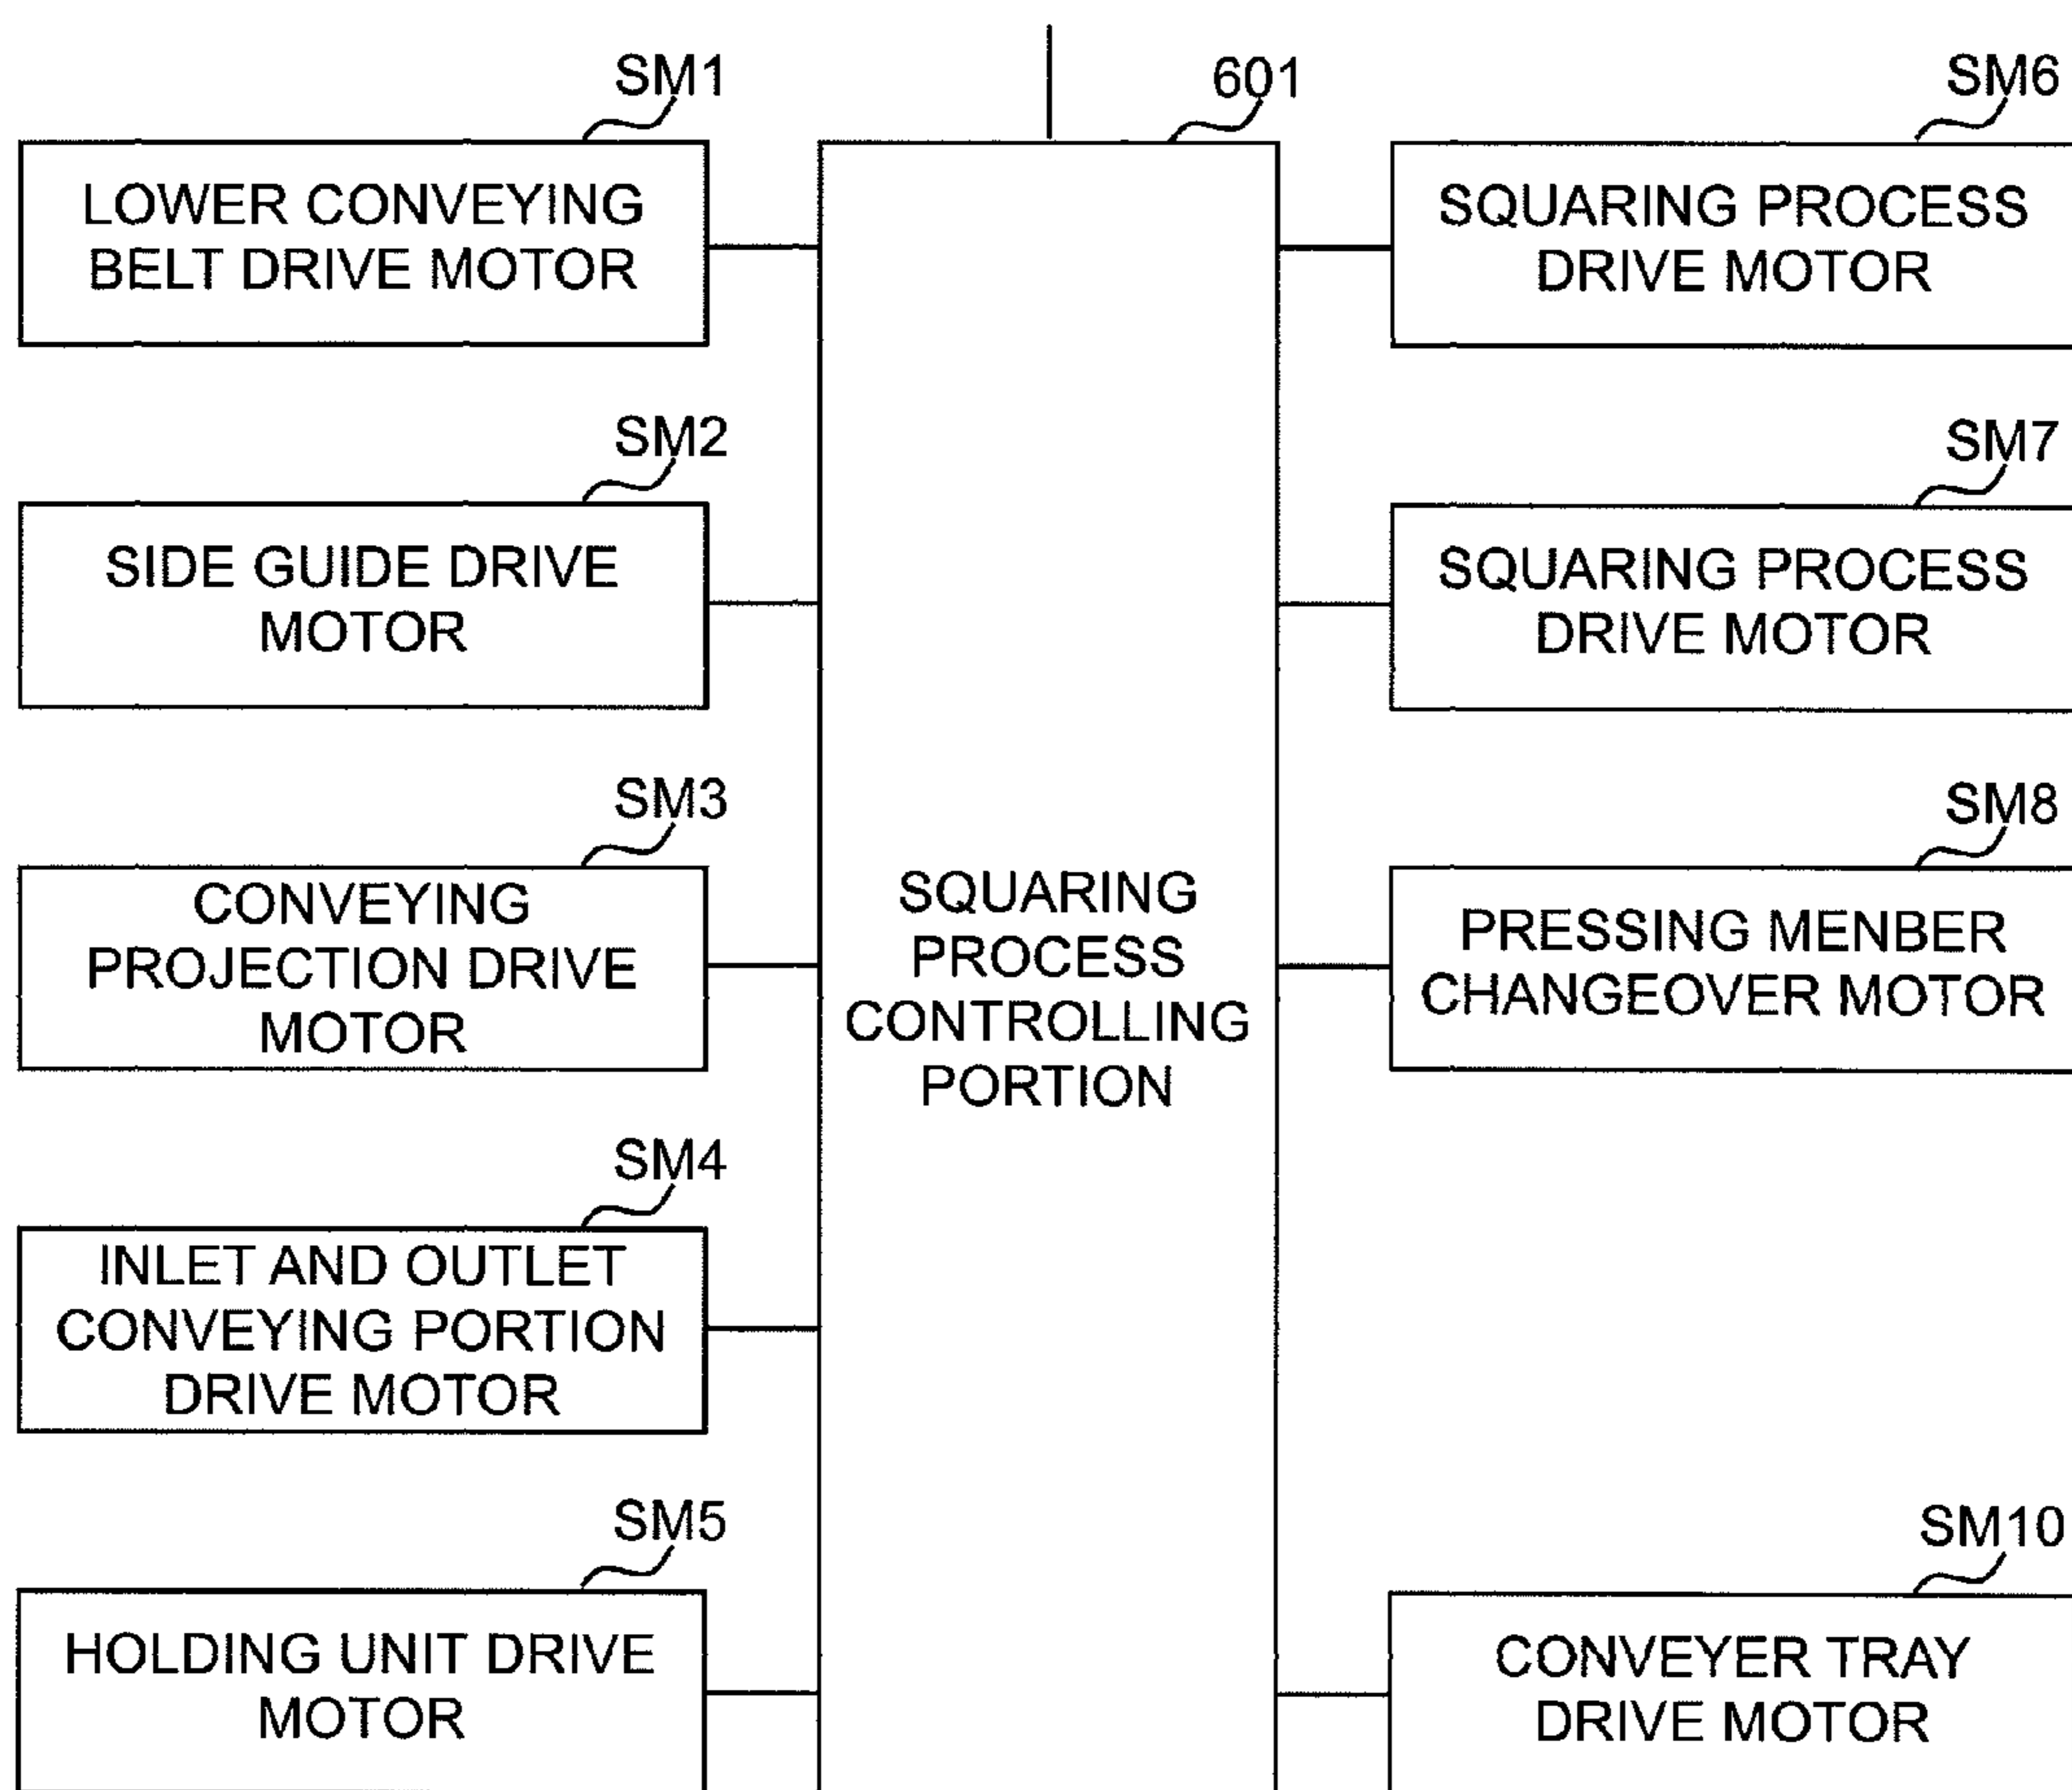 SM1
LOWER CONVEYING
BELT DRIVE MOTOR
SM2
SIDE GUIDE DRIVE
MOTOR
SM3
CONVEYING
PROJECTION DRIVE
MOTOR
SM4
INLET AND OUTLET
CONVEYING PORTION
DRIVE MOTOR
SM5
HOLDING UNIT DRIVE
MOTOR
601
SQUARING
PROCESS
CONTROLLING
PORTION
SM6
SQUARING PROCESS
DRIVE MOTOR
SM7
SQUARING PROCESS
DRIVE MOTOR
SM8
PRESSING MENBER
CHANGEOVER MOTOR
SM10
CONVEYER TRAY
DRIVE MOTOR